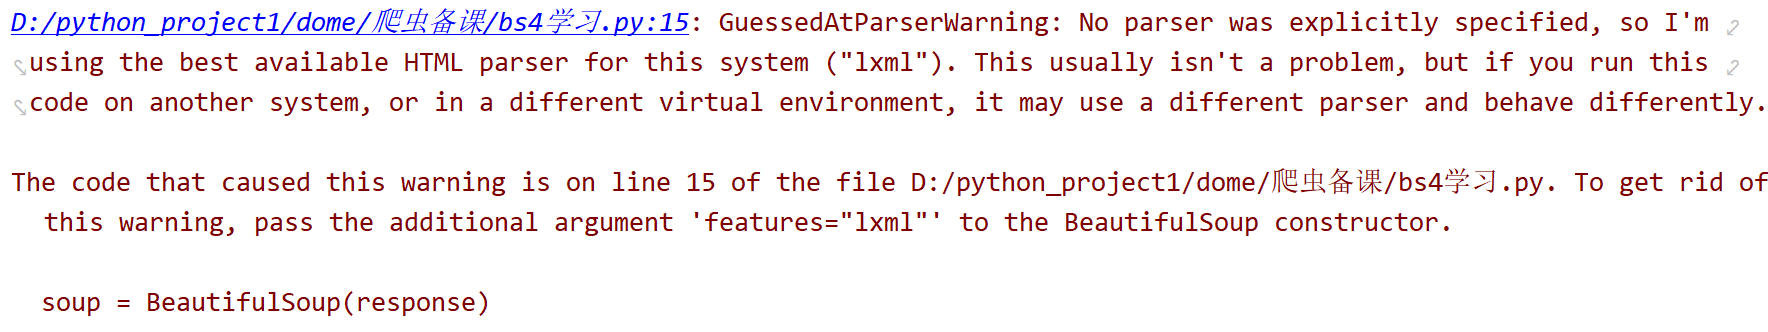 D:/python_project1/dome/爬虫备课/bs4学习.py:15: GuessedAtParserWarning: No parser was explicitly specified, so I'm
using the best available HTML parser for this system ("lxml"). This usually isn't a problem, but if you run this
code on another system, or in a different virtual environment, it may use a different parser and behave differently.
The code that caused this warning is on line 15 of the file D:/python_project1/dome/爬虫备课/bs4学习.py. To get rid of
this warning, pass the additional argument 'features="lxml"' to the BeautifulSoup constructor.
soup = BeautifulSoup(response)